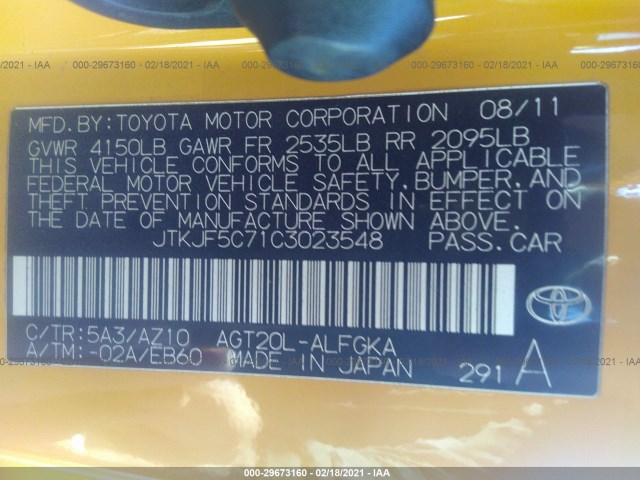 000-29673160 - 02/18/2021 - IAA
MFD.BY:TOYOTA MOTOR CORPORATION 08/11
GVWR 4150LB GAWR FR 2535LB RR 2095LB
THIS VEHICLE CONFORMS TO ALL APPLICABLE
FEDERAL MOTOR VEHICLE SAFETY,BUMPER,AND
THEFT PREVENTION STANDARDS IN EFFECT ON
THE DATE OF MANUFACTURE SHOWN ABOVE.
JTKJF5C71C3023548 PASS.CAR
C/TR:5A3/AZ10 AGT20L-ALFGKA
A/TM:-02A/EB60 MADE IN JAPAN 291 A
TOYOTA
000-29673160 - 02/18/2021 - IAA